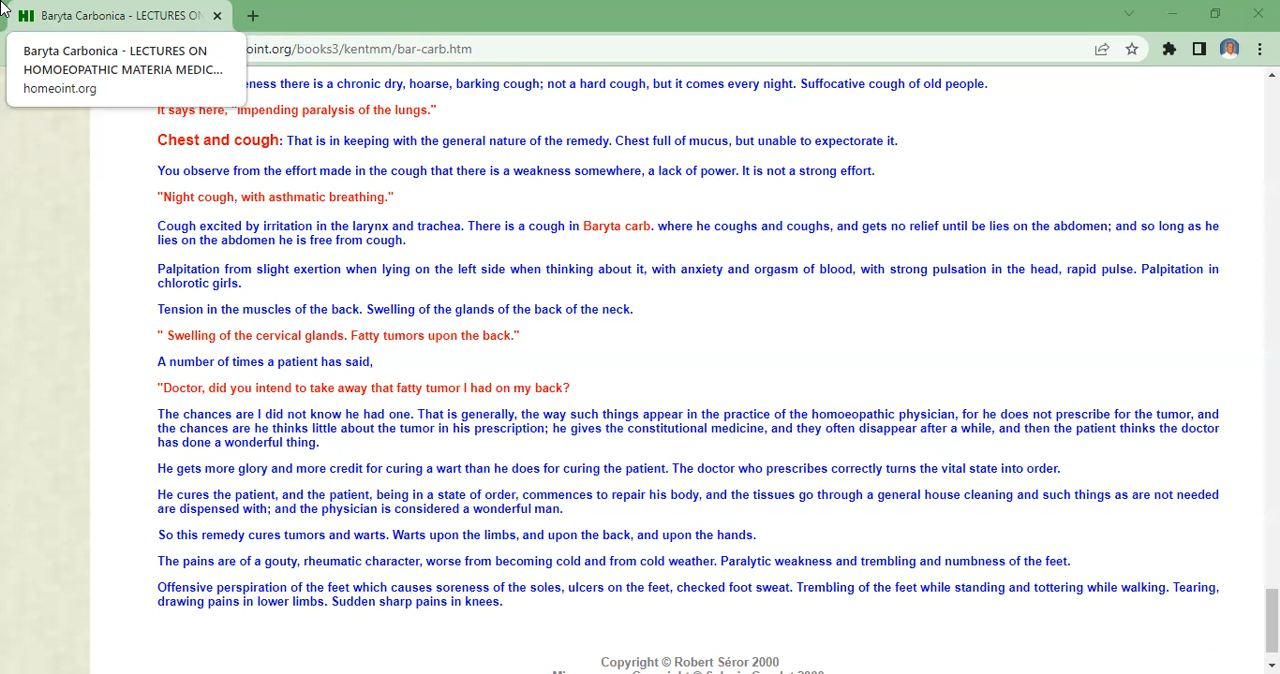 Baryta Carbonica - LECTURES ON
Baryta Carbonica - LECTURES ON
HOMOEOPATHIC MATERIA MEDIC...
homeoint.org
oint.org/books3/kentmm/bar-carb.htm
eness there is a chronic dry, hoarse, barking cough; not a hard cough, but it comes every night. Suffocative cough of old people.
It says here, "Impending paralysis of the lungs."
Chest and cough: That is in keeping with the general nature of the remedy. Chest full of mucus, but unable to expectorate it.
You observe from the effort made in the cough that there is a weakness somewhere, a lack of power. It is not a strong effort.
"Night cough, with asthmatic breathing."
Cough excited by irritation in the larynx and trachea. There is a cough in Baryta carb. where he coughs and coughs, and gets no relief until be lies on the abdomen; and so long as he
lies on the abdomen he is free from cough.
Palpitation from slight exertion when lying on the left side when thinking about it, with anxiety and orgasm of blood, with strong pulsation in the head, rapid pulse. Palpitation in
chlorotic girls.
Tension in the muscles of the back. Swelling of the glands of the back of the neck.
" Swelling of the cervical glands. Fatty tumors upon the back."
A number of times a patient has said,
"Doctor, did you intend to take away that fatty tumor I had on my back?
The chances are I did not know he had one. That is generally, the way such things appear in the practice of the homoeopathic physician, for he does not prescribe for the tumor, and
the chances are he thinks little about the tumor in his prescription; he gives the constitutional medicine, and they often disappear after a while, and then the patient thinks the doctor
has done a wonderful thing.
He gets more glory and more credit for curing a wart than he does for curing the patient. The doctor who prescribes correctly turns the vital state into order.
He cures the patient, and the patient, being in a state of order, commences to repair his body, and the tissues go through a general house cleaning and such things as are not needed
are dispensed with; and the physician is considered a wonderful man.
So this remedy cures tumors and warts. Warts upon the limbs, and upon the back, and upon the hands.
The pains are of a gouty, rheumatic character, worse from becoming cold and from cold weather. Paralytic weakness and trembling and numbness of the feet.
Offensive perspiration of the feet which causes soreness of the soles, ulcers on the feet, checked foot sweat. Trembling of the feet while standing and tottering while walking. Tearing,
drawing pains in lower limbs. Sudden sharp pains in knees.
Copyright © Robert Séror 2000